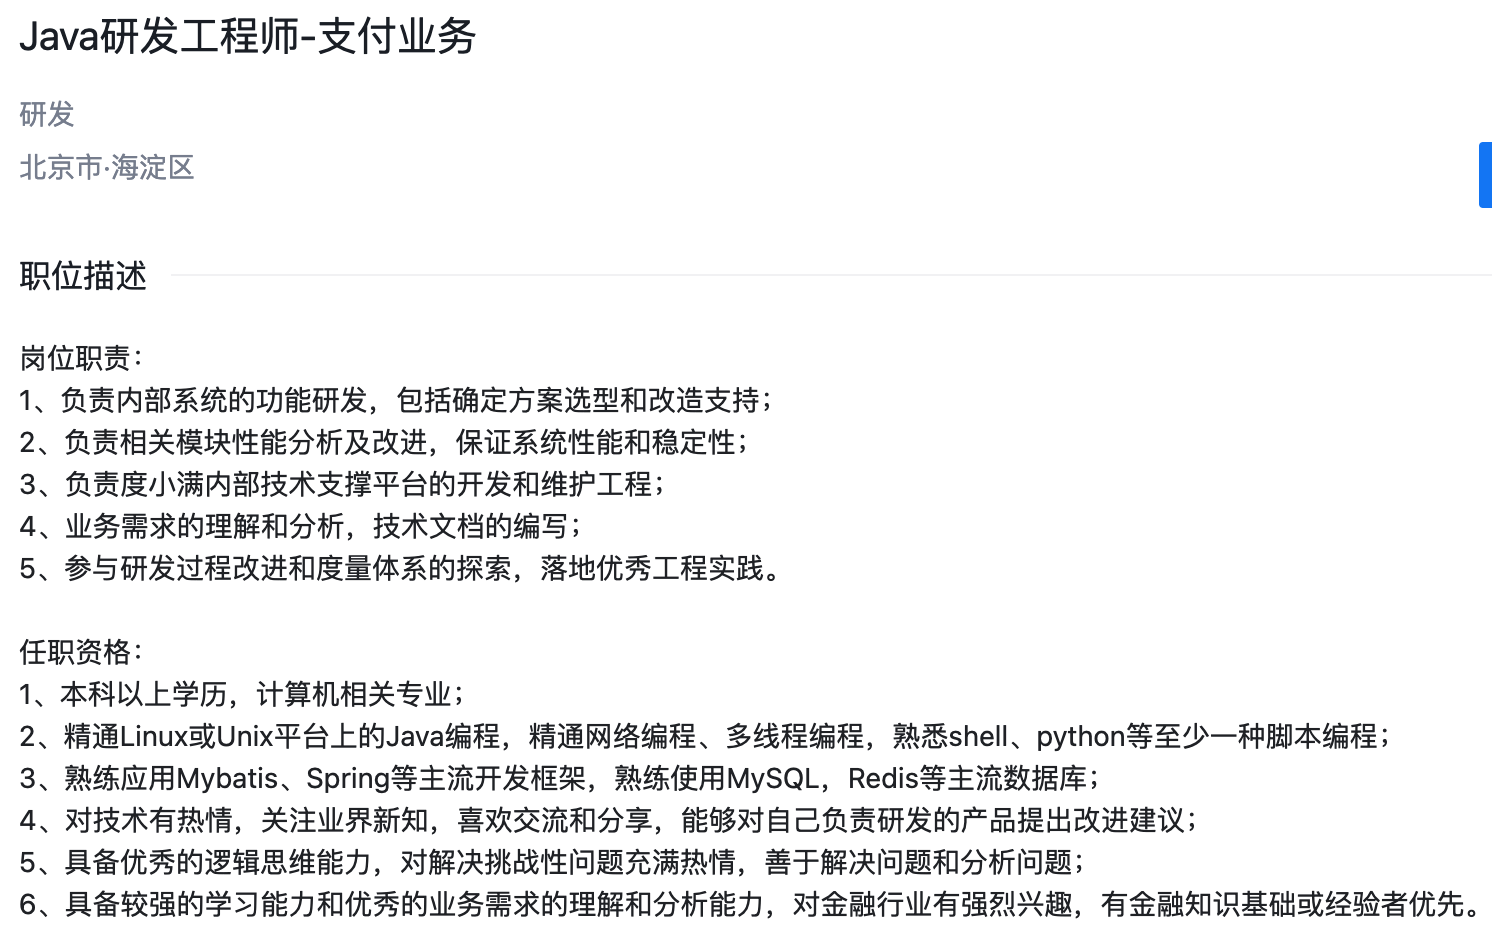 Java研发工程师-支付业务
研发
北京市·海淀区
职位描述
岗位职责：
1、负责内部系统的功能研发，包括确定方案选型和改造支持；
2、负责相关模块性能分析及改进，保证系统性能和稳定性；
3、负责度小满内部技术支撑平台的开发和维护工程；
4、业务需求的理解和分析，技术文档的编写；
5、参与研发过程改进和度量体系的探索，落地优秀工程实践。
任职资格：
1、本科以上学历，计算机相关专业；
2、精通Linux或Unix平台上的Java编程，精通网络编程、多线程编程，熟悉shell、python等至少一种脚本编程；
3、熟练应用Mybatis、Spring等主流开发框架，熟练使用MySQL，Redis等主流数据库；
4、对技术有热情，关注业界新知，喜欢交流和分享，能够对自己负责研发的产品提出改进建议；
5、具备优秀的逻辑思维能力，对解决挑战性问题充满热情，善于解决问题和分析问题；
6、具备较强的学习能力和优秀的业务需求的理解和分析能力，对金融行业有强烈兴趣，有金融知识基础或经验者优先。